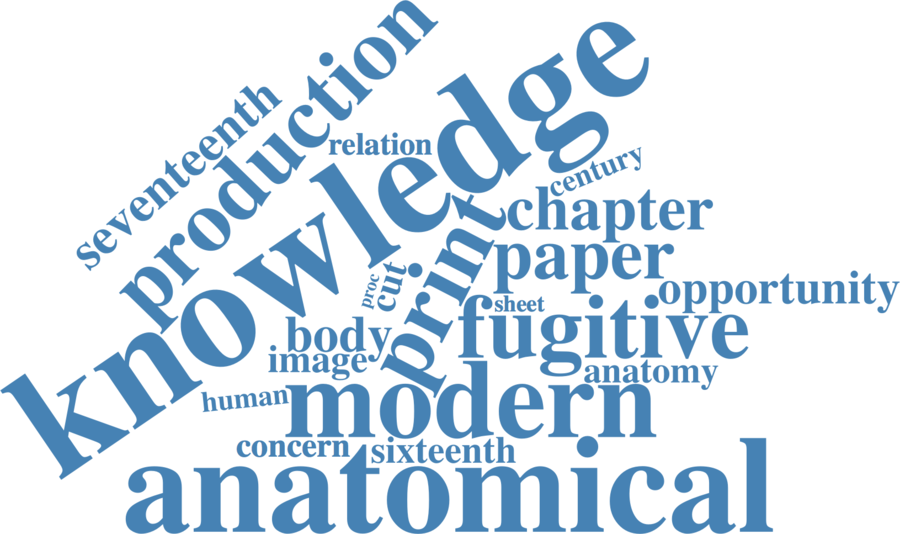 production
seventeenth
knowledge
relation
century
chapter
print
paper
proc
cut
opportunity
sheet
fugitive
body
image
anatomy
human
modern
concern
sixteenth
anatomical